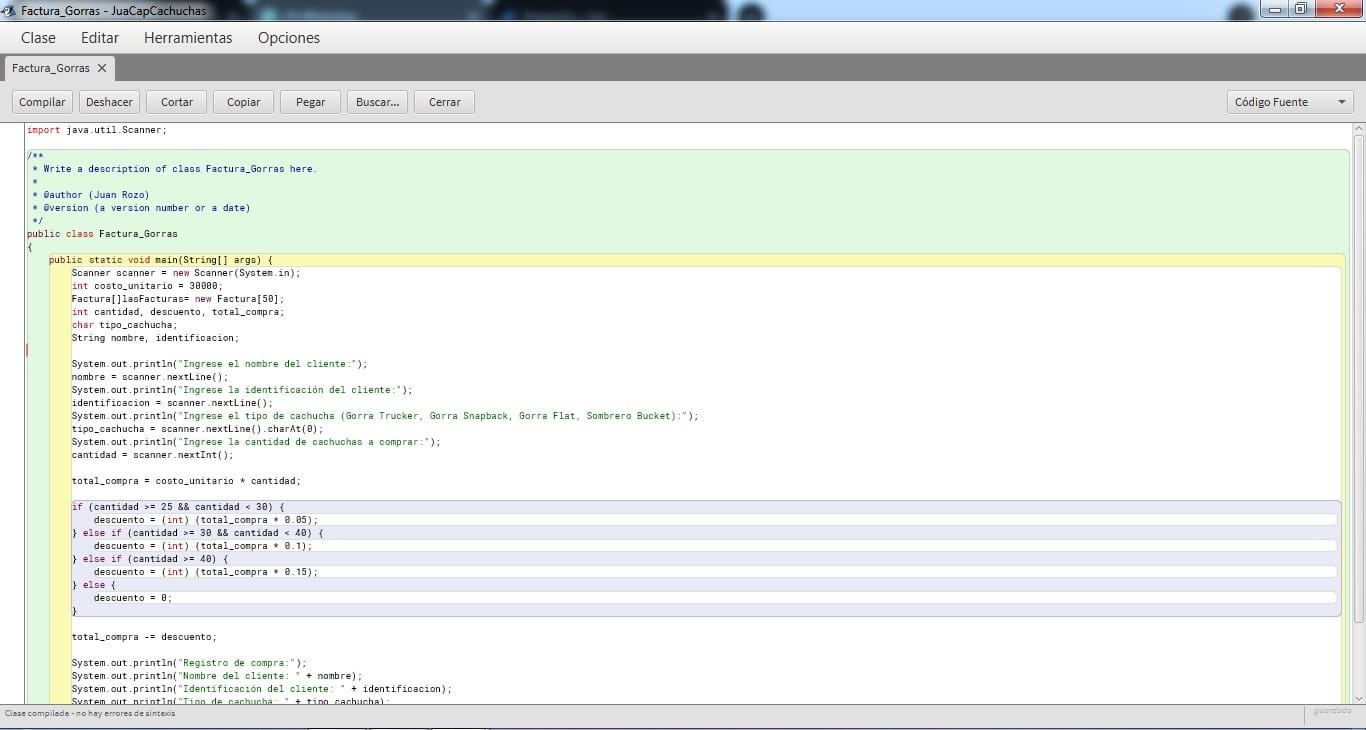 Factura_Gorras - JuaCapCachuchas
Clase Editar Herramientas Opciones
Factura_Gorras X
Compilar Deshacer Cortar Copiar Pegar Buscar... Cerrar Código Fuente
import java.util.Scanner;
/**
 * Write a description of class Factura_Gorras here.
 *
 * @author (Juan Rozo)
 * @version (a version number or a date)
 */
public class Factura_Gorras
{
    public static void main(String[] args) {
        Scanner scanner = new Scanner(System.in);
        int costo_unitario = 30000;
        Factura[]lasFacturas= new Factura[50];
        int cantidad, descuento, total_compra;
        char tipo_cachucha;
        String nombre, identificacion;
        System.out.println("Ingrese el nombre del cliente:");
        nombre = scanner.nextLine();
        System.out.println("Ingrese la identificación del cliente:");
        identificacion = scanner.nextLine();
        System.out.println("Ingrese el tipo de cachucha (Gorra Trucker, Gorra Snapback, Gorra Flat, Sombrero Bucket):");
        tipo_cachucha = scanner.nextLine().charAt(0);
        System.out.println("Ingrese la cantidad de cachuchas a comprar:");
        cantidad = scanner.nextInt();
        total_compra = costo_unitario * cantidad;
        if (cantidad >= 25 && cantidad < 30) {
            descuento = (int) (total_compra * 0.05);
        } else if (cantidad >= 30 && cantidad < 40) {
            descuento = (int) (total_compra * 0.1);
        } else if (cantidad >= 40) {
            descuento = (int) (total_compra * 0.15);
        } else {
            descuento = 0;
        }
        total_compra -= descuento;
        System.out.println("Registro de compra:");
        System.out.println("Nombre del cliente: " + nombre);
        System.out.println("Identificación del cliente: " + identificacion);
        System.out.println("Tipo de cachucha: " + tipo_cachucha);
Clase compilada - no hay errores de sintaxis
guardado